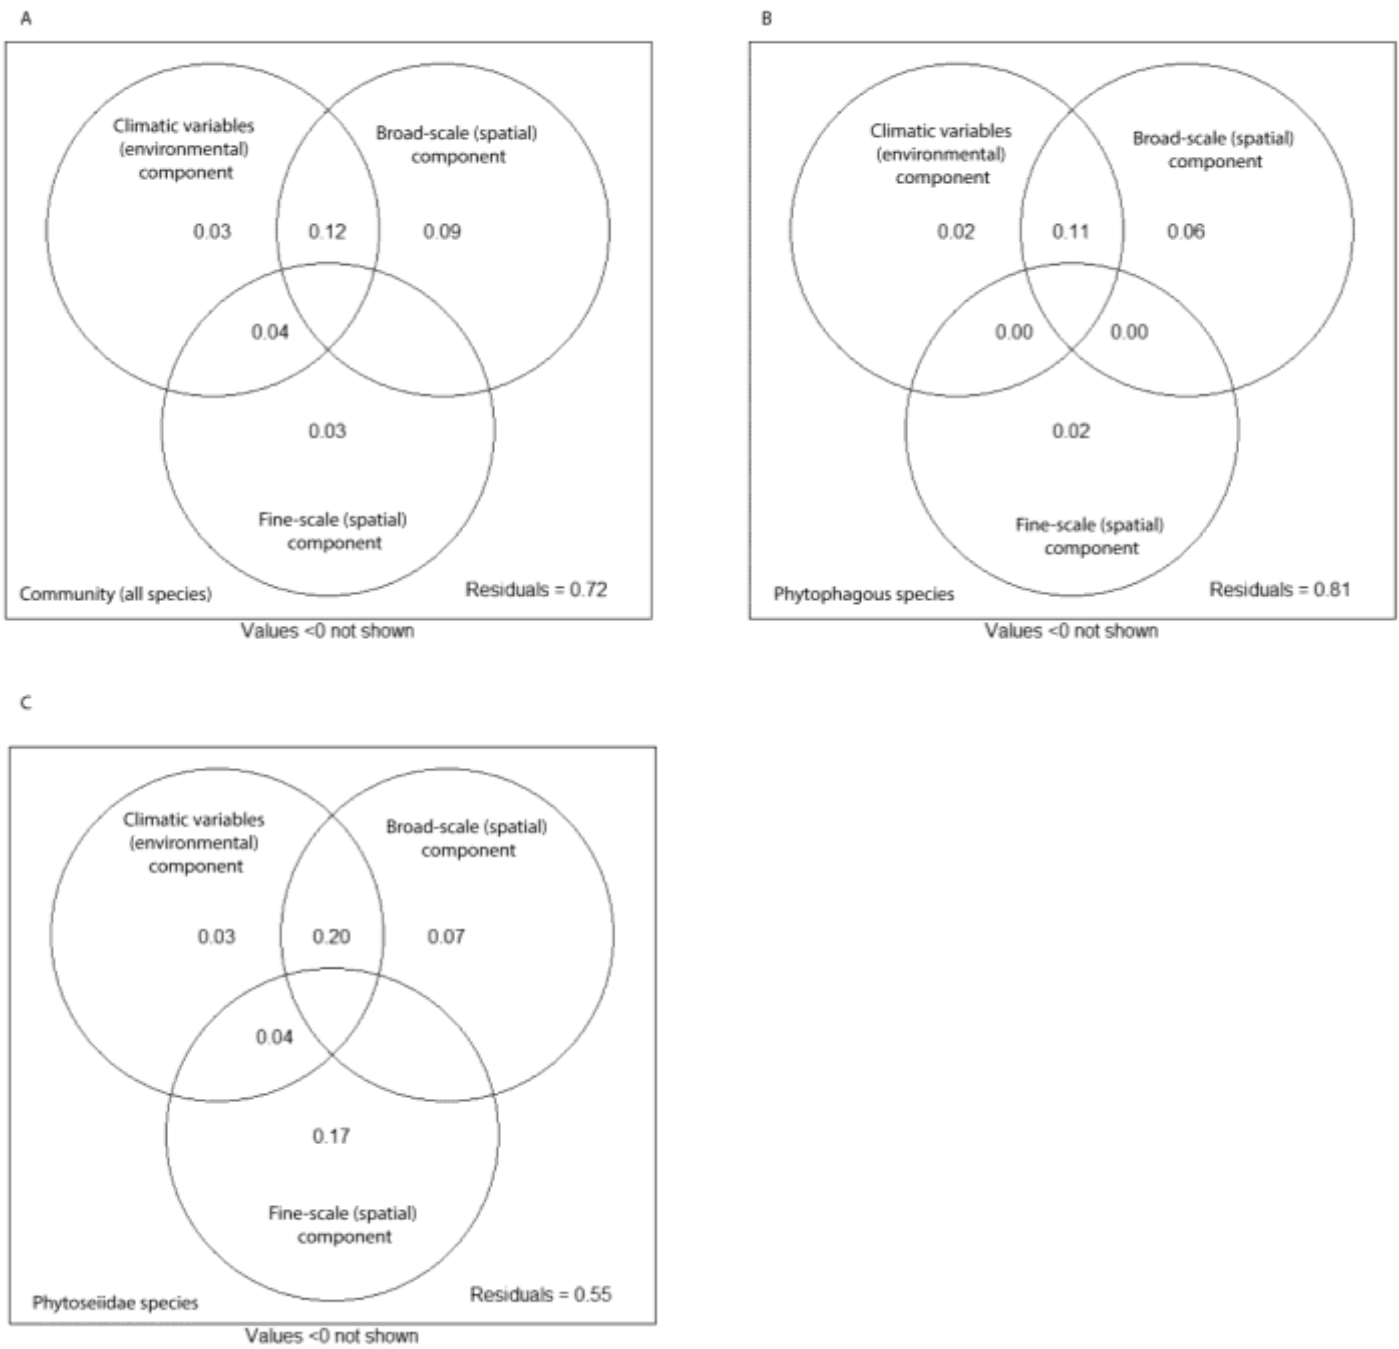 A
Climatic variables
(environmental)
component
Broad-scale (spatial)
component
0.03
0.12
0.09
0.04
0.03
Fine-scale (spatial)
component
Community (all species)
Residuals = 0.72
Values <0 not shown
B
Climatic variables
(environmental)
component
Broad-scale (spatial)
component
0.02
0.11
0.06
0.00
0.00
0.02
Fine-scale (spatial)
component
Phytophagous species
Residuals = 0.81
Values <0 not shown
C
Climatic variables
(environmental)
component
Broad-scale (spatial)
component
0.03
0.20
0.07
0.04
0.17
Fine-scale (spatial)
component
Phytoseiidae species
Residuals = 0.55
Values <0 not shown